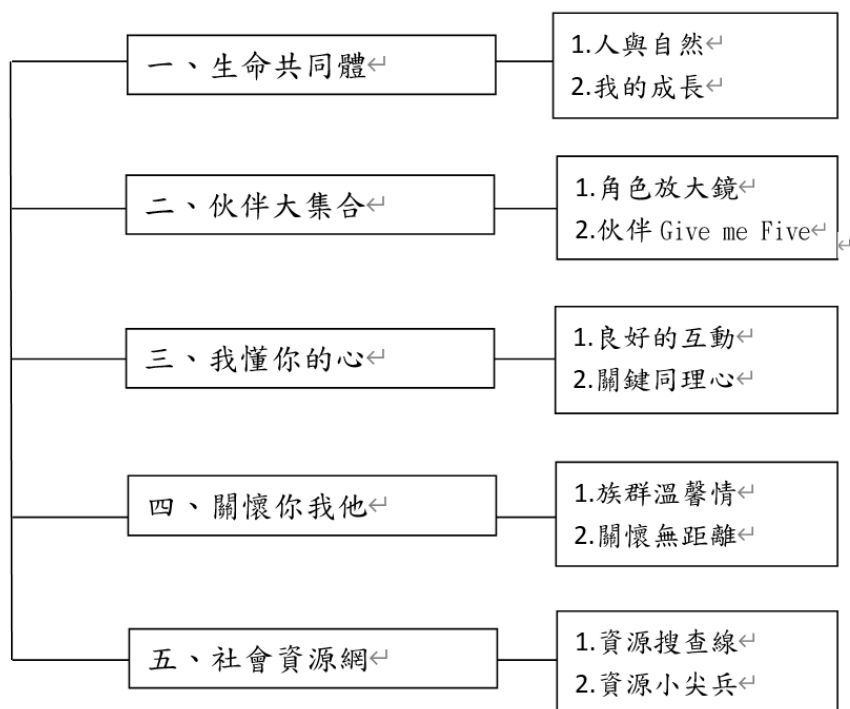 一、生命共同體
1.人與自然
2.我的成長
二、伙伴大集合
1.角色放大鏡
2.伙伴 Give me Five
三、我懂你的心
1.良好的互動
2.關鍵同理心
四、關懷你我他
1.族群溫馨情
2.關懷無距離
五、社會資源網
1.資源搜查線
2.資源小尖兵